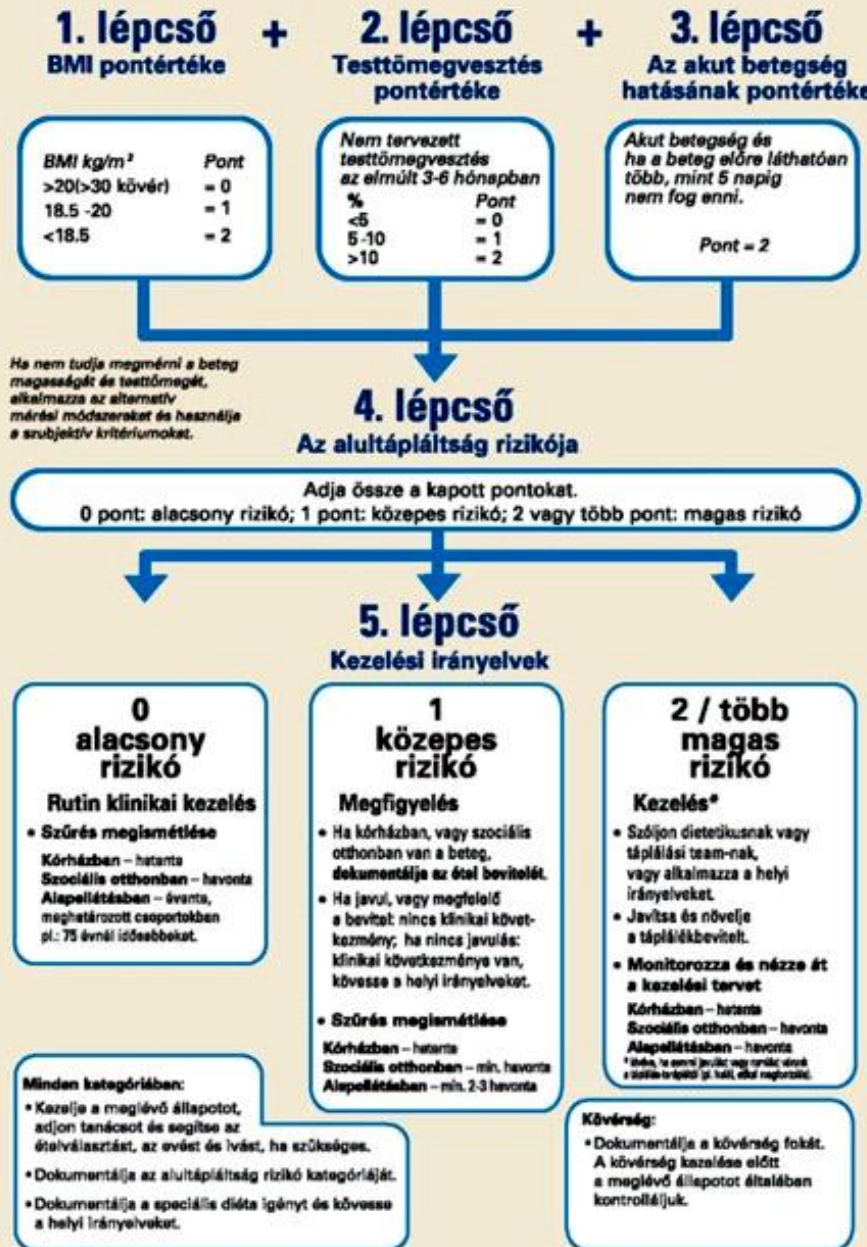 1. lépcső + 2. lépcső + 3. lépcső
BMI pontértéke
Testtömegvesztés
pontértéke
Az akut betegség
hatásának pontértéke
BMI kg/m² Pont
>20(>30 kövér) = 0
18.5 -20 = 1
<18.5 = 2
Nem tervezett
testtömegvesztés
az elmúlt 3-6 hónapban
% Pont
<5 = 0
5-10 = 1
>10 = 2
Akut betegség és
ha a beteg előre láthatóan
több, mint 5 napig
nem fog enni.
Pont = 2
Ha nem tudja megmérni a beteg
magasságát és testtömegét,
alkalmazza az alternatív
mérési módszereket és használja
a szubjektív kritériumokat.
4. lépcső
Az alultápláltság rizikója
Adja össze a kapott pontokat.
0 pont: alacsony rizikó; 1 pont: közepes rizikó; 2 vagy több pont: magas rizikó
5. lépcső
Kezelési irányelvek
0
alacsony
rizikó
Rutin klinikai kezelés
• Szűrés megismétlése
Kórházban – hetente
Szociális otthonban – havonta
Alapellátásban – évente,
meghatározott csoportokban
pl.: 75 évnél idősebbeket.
1
közepes
rizikó
Megfigyelés
• Ha kórházban, vagy szociális
otthonban van a beteg,
dokumentálja az étel bevitelét.
• Ha javul, vagy megfelelő
a bevitel: nincs klinikai követ-
kezmény; ha nincs javulás:
klinikai következménye van,
kövesse a helyi irányelveket.
• Szűrés megismétlése
Kórházban – hetente
Szociális otthonban – min. havonta
Alapellátásban – min. 2-3 havonta
2 / több
magas
rizikó
Kezelés*
• Szóljon dietetikusnak vagy
táplálási team-nak,
vagy alkalmazza a helyi
irányelveket.
• Javítsa és növelje
a táplálékbevitelt.
• Monitorozza és nézze át
a kezelési tervet
Kórházban – hetente
Szociális otthonban – havonta
Alapellátásban – havonta
Minden kategóriában:
• Kezelje a meglévő állapotot,
adjon tanácsot és segítse az
ételválasztást, az evést és ivást, ha szükséges.
• Dokumentálja az alultápláltság rizikó kategóriáját.
• Dokumentálja a speciális diéta igényt és kövesse
a helyi irányelveket.
Kövérség:
• Dokumentálja a kövérség fokát.
A kövérség kezelése előtt
a meglévő állapotot általában
kontrolláljuk.